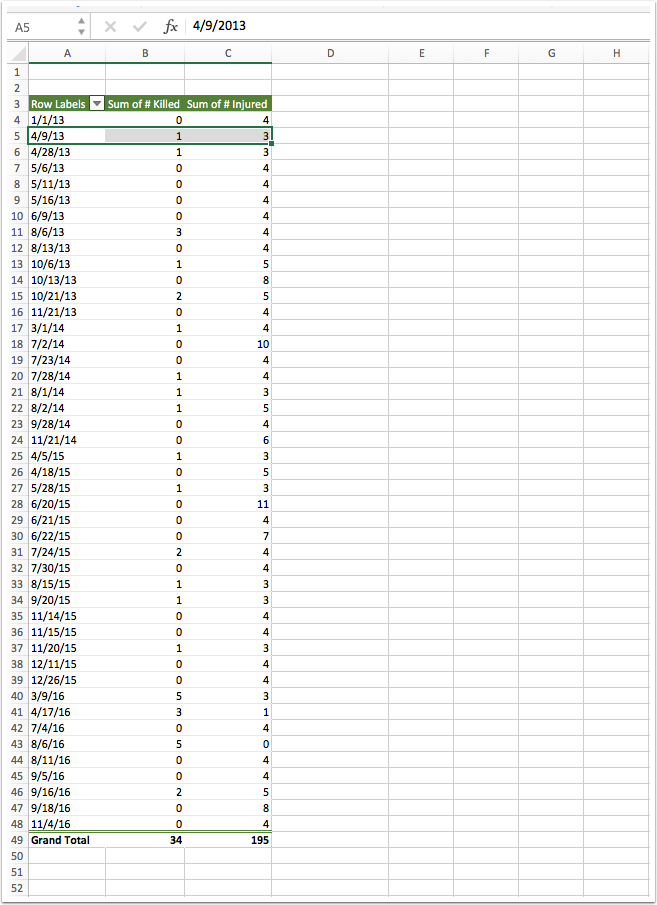 A5 fx 4/9/2013
A B C D E F G H
1
2
3 Row Labels Sum of # Killed Sum of # Injured
4 1/1/13 0 4
5 4/9/13 1 3
6 4/28/13 1 3
7 5/6/13 0 4
8 5/11/13 0 4
9 5/16/13 0 4
10 6/9/13 0 4
11 8/6/13 3 4
12 8/13/13 0 4
13 10/6/13 1 5
14 10/13/13 0 8
15 10/21/13 2 5
16 11/21/13 0 4
17 3/1/14 1 4
18 7/2/14 0 10
19 7/23/14 0 4
20 7/28/14 1 4
21 8/1/14 1 3
22 8/2/14 1 5
23 9/28/14 0 4
24 11/21/14 0 6
25 4/5/15 1 3
26 4/18/15 0 5
27 5/28/15 1 3
28 6/20/15 0 11
29 6/21/15 0 4
30 6/22/15 0 7
31 7/24/15 2 4
32 7/30/15 0 4
33 8/15/15 1 3
34 9/20/15 1 3
35 11/14/15 0 4
36 11/15/15 0 4
37 11/20/15 1 3
38 12/11/15 0 4
39 12/26/15 0 4
40 3/9/16 5 3
41 4/17/16 3 1
42 7/4/16 0 4
43 8/6/16 5 0
44 8/11/16 0 4
45 9/5/16 0 4
46 9/16/16 2 5
47 9/18/16 0 8
48 11/4/16 0 4
49 Grand Total 34 195
50
51
52